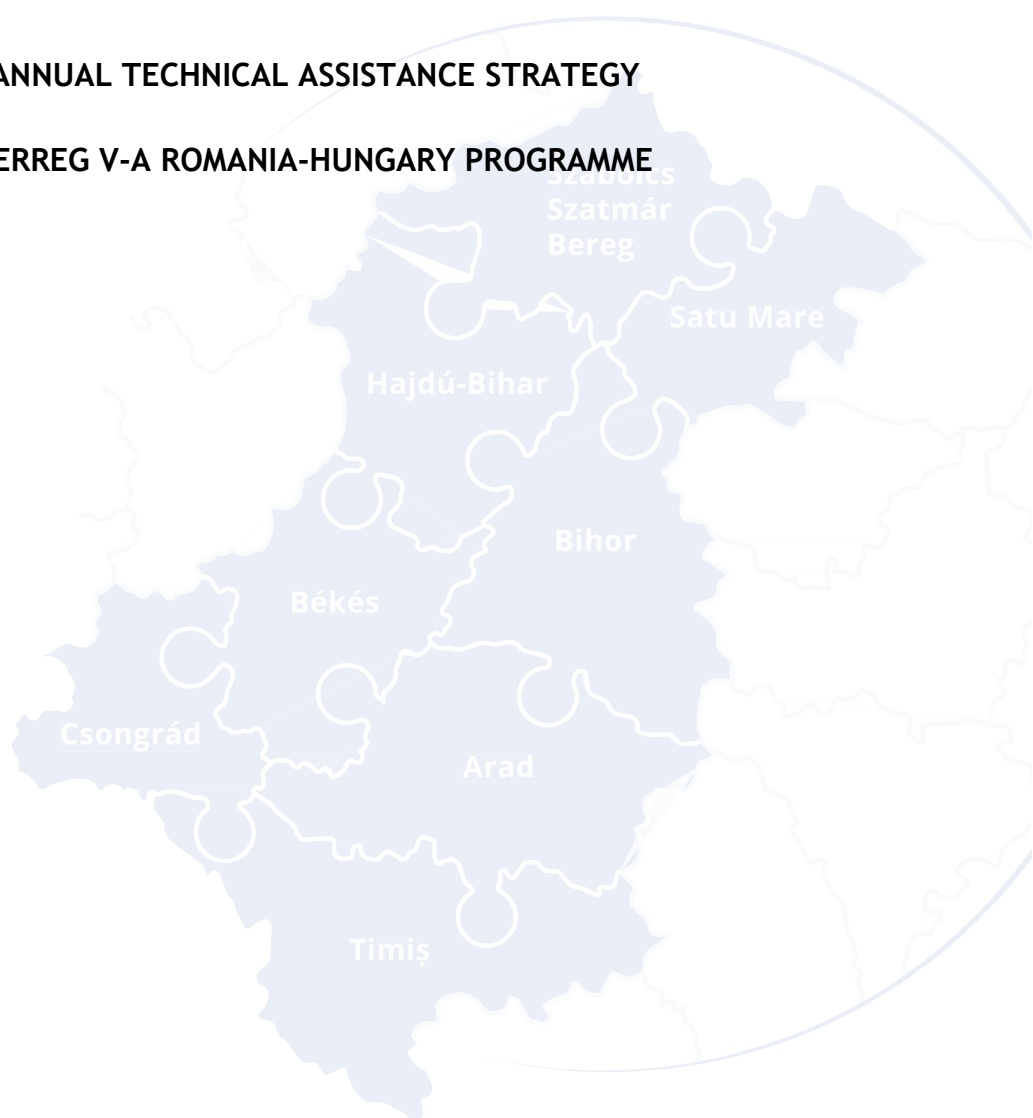 ANNUAL TECHNICAL ASSISTANCE STRATEGY
ERREG V-A ROMANIA-HUNGARY PROGRAMME
Szabolcs
Szatmár
Bereg
Satu Mare
Hajdú-Bihar
Bihor
Békés
Csongrád
Arad
Timiș